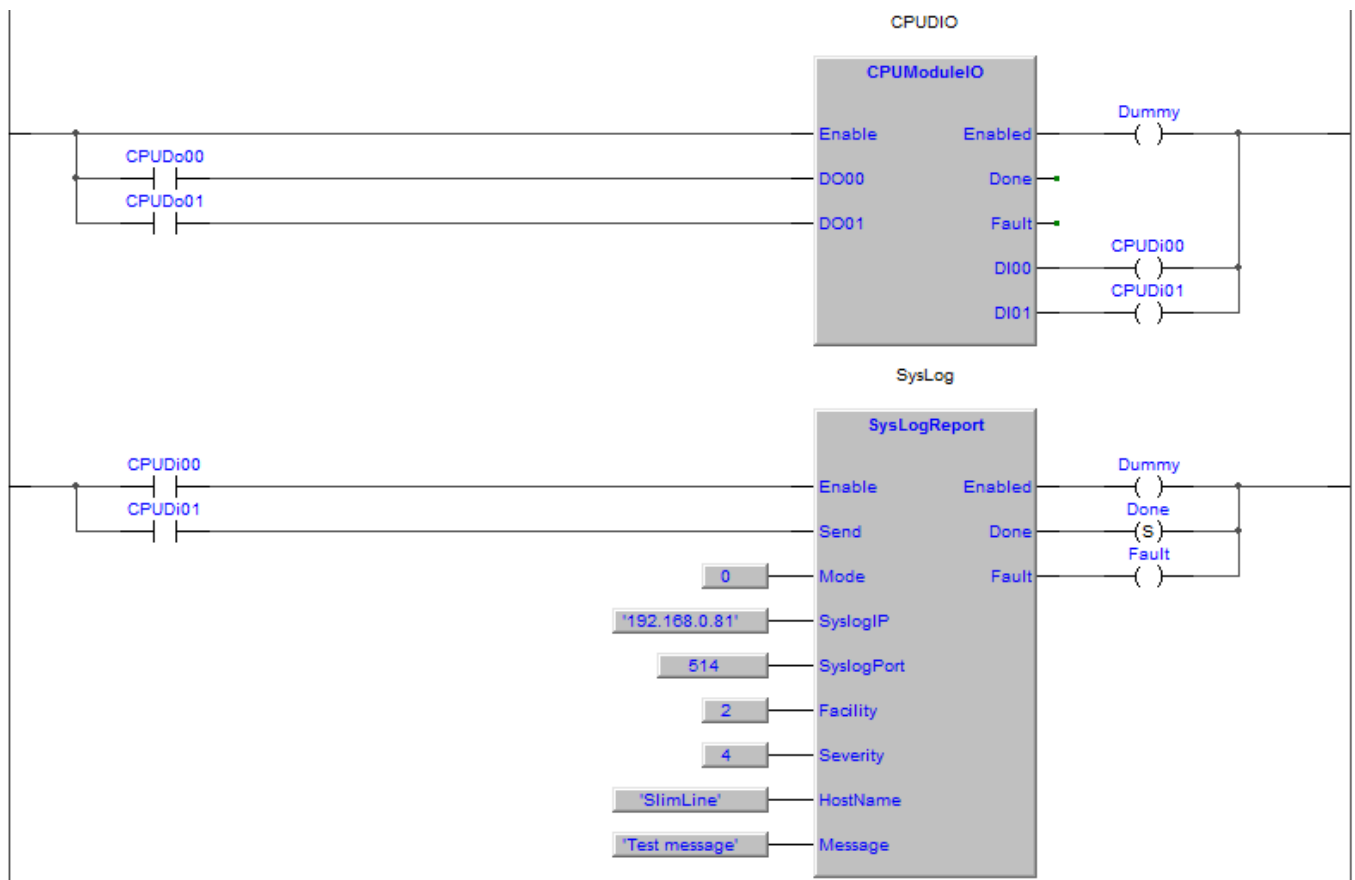 CPUDIO
CPUModuleIO
Dummy
Enable Enabled
CPUDo00
DO00 Done
CPUDo01
DO01 Fault
CPUDi00
DI00
CPUDi01
DI01
SysLog
SysLogReport
CPUDi00 Dummy
Enable Enabled
CPUDi01 Done
Send Done (S)
Fault
0 Mode Fault
'192.168.0.81' SyslogIP
514 SyslogPort
2 Facility
4 Severity
'SlimLine' HostName
'Test message' Message